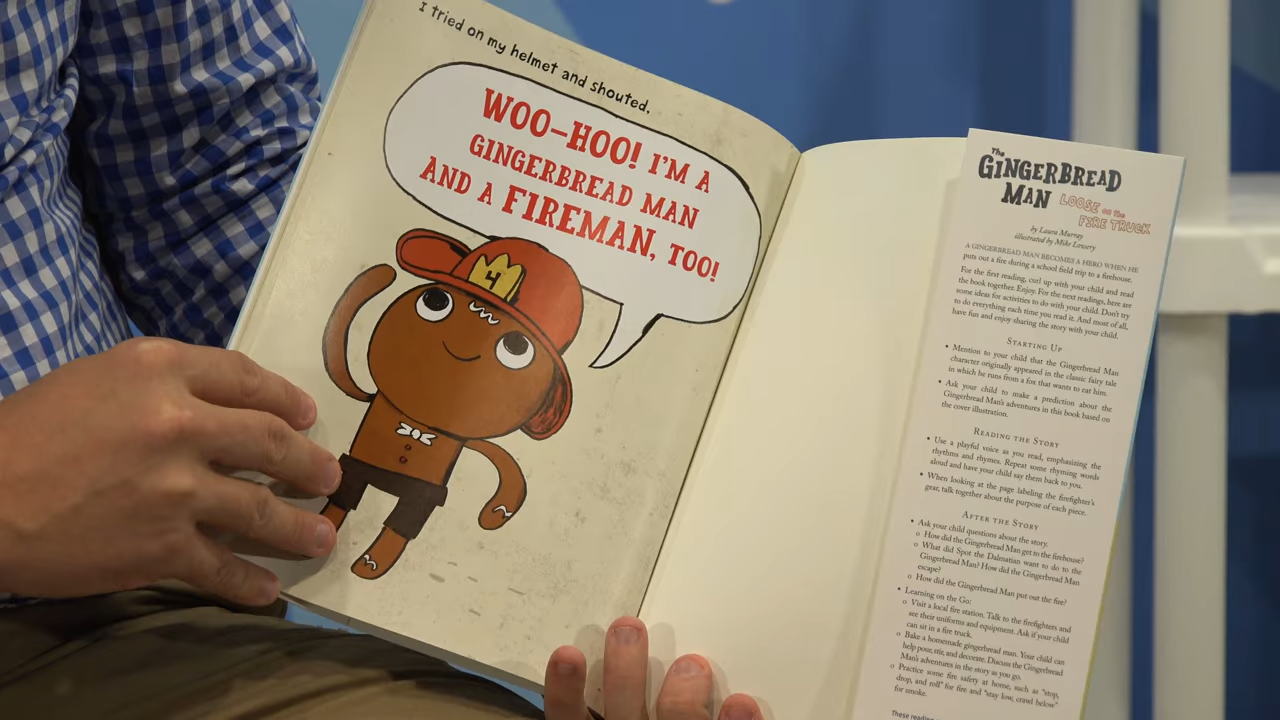 I tried on my helmet and shouted,
WOO-HOO! I'M A
GINGERBREAD MAN
AND A FIREMAN, TOO!
4
The
GINGERBREAD
MAN LOOSE on the
FIRE TRUCK
by Laura Murray
illustrated by Mike Lowery
A GINGERBREAD MAN BECOMES A HERO WHEN HE
puts out a fire during a school field trip to a firehouse.
For the first reading, curl up with your child and read
the book together. Enjoy. For the next readings, here are
some ideas for activities to do with your child. Don't try
to do everything each time you read it. And most of all,
have fun and enjoy sharing the story with your child.
STARTING UP
• Mention to your child that the Gingerbread Man
character originally appeared in the classic fairy tale
in which he runs from a fox that wants to eat him.
• Ask your child to make a prediction about the
Gingerbread Man's adventures in this book based on
the cover illustration.
READING THE STORY
• Use a playful voice as you read, emphasizing the
rhythms and rhymes. Repeat some rhyming words
aloud and have your child say them back to you.
• When looking at the page labeling the firefighter's
gear, talk together about the purpose of each piece.
AFTER THE STORY
• Ask your child questions about the story.
o How did the Gingerbread Man get to the firehouse?
o What did Spot the Dalmatian want to do to the
Gingerbread Man? How did the Gingerbread Man
escape?
o How did the Gingerbread Man put out the fire?
• Learning on the Go:
o Visit a local fire station. Talk to the firefighters and
see their uniforms and equipment. Ask if your child
can sit in a fire truck.
o Bake a homemade gingerbread man. Your child can
help pour, stir, and decorate. Discuss the Gingerbread
Man's adventures in the story as you go.
o Practice some fire safety at home, such as "stop,
drop, and roll" for fire and "stay low, crawl below"
for smoke.
These reading